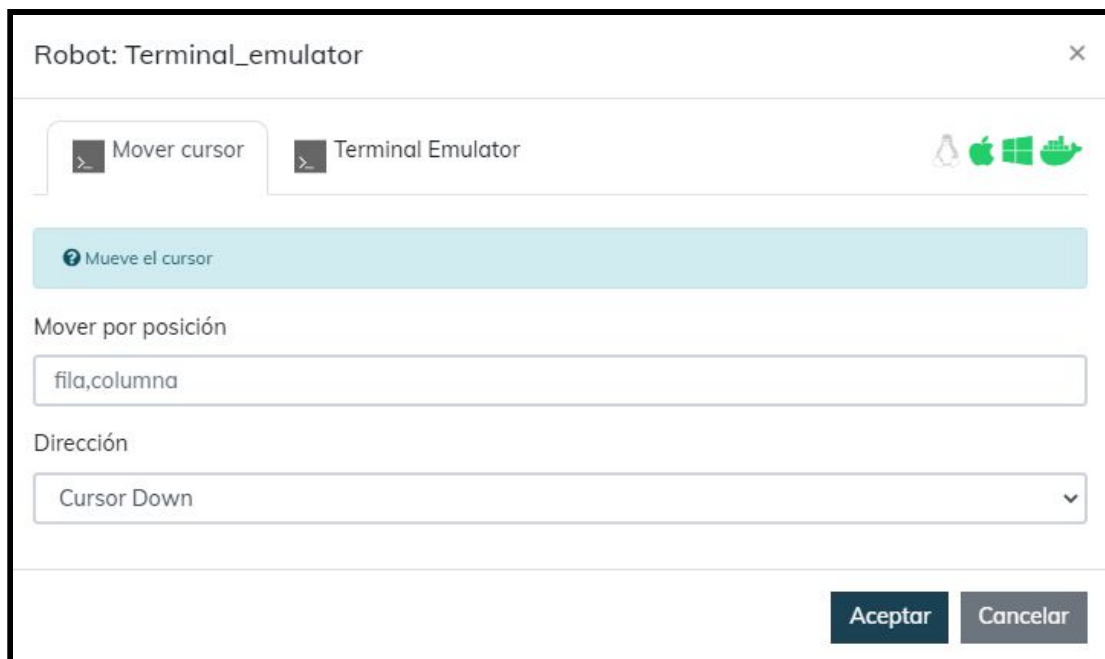 Robot: Terminal_emulator
×
>_ Mover cursor
>_ Terminal Emulator
Mueve el cursor
Mover por posición
fila,columna
Dirección
Cursor Down
Aceptar
Cancelar